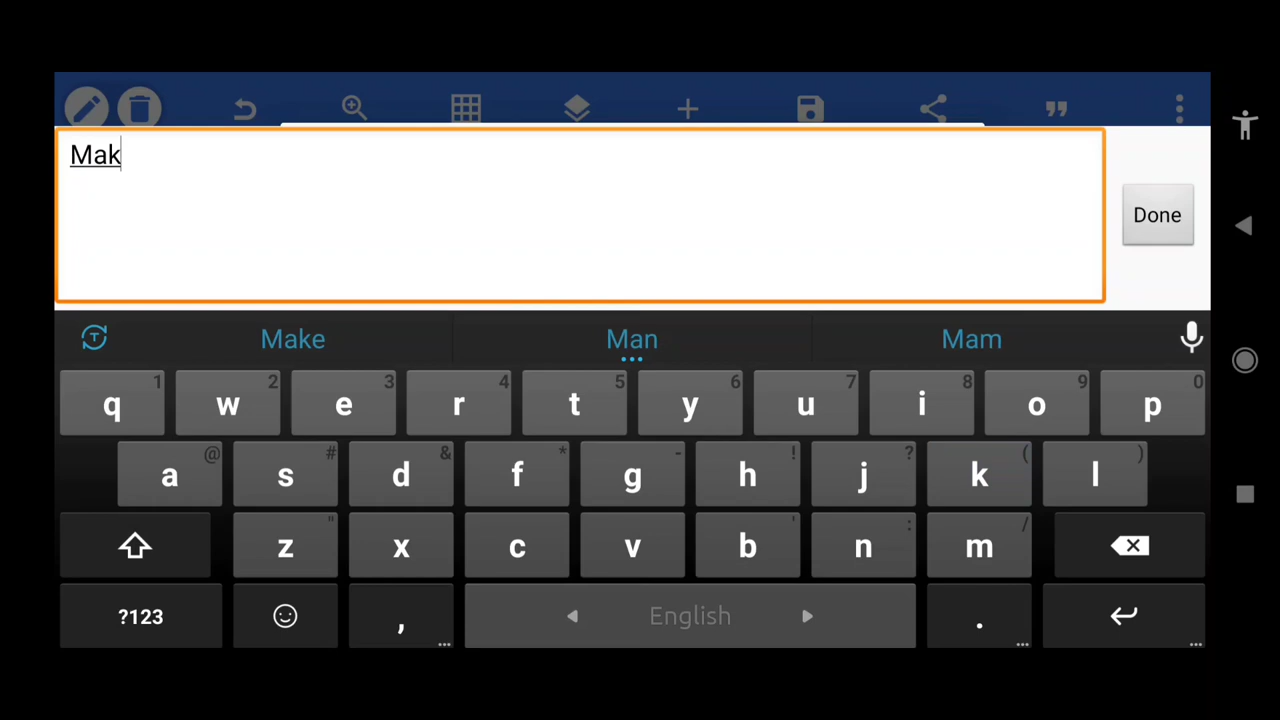 Mak
Done
Make Man Mam
q 1 w 2 e 3 r 4 t 5 y 6 u 7 i 8 o 9 p 0
a @ s # d & f * g - h ! j ? k ( l )
z " x c v b ' n : m /
?123 , English .